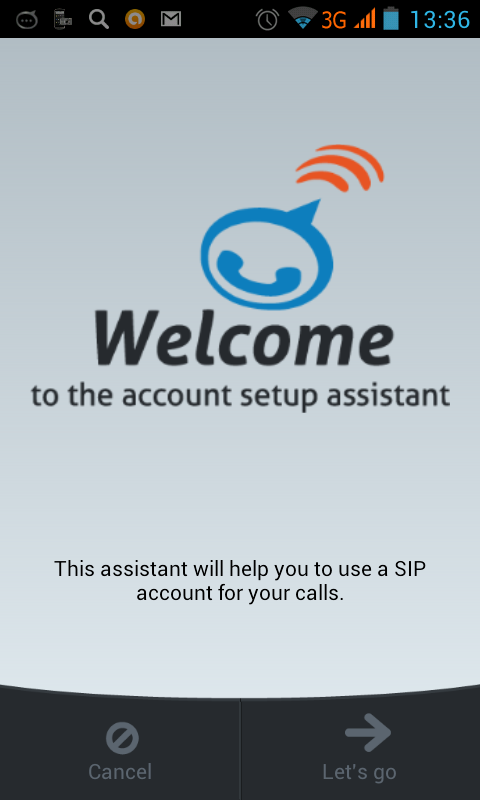 3G 13:36
Welcome
to the account setup assistant
This assistant will help you to use a SIP
account for your calls.
Cancel Let's go